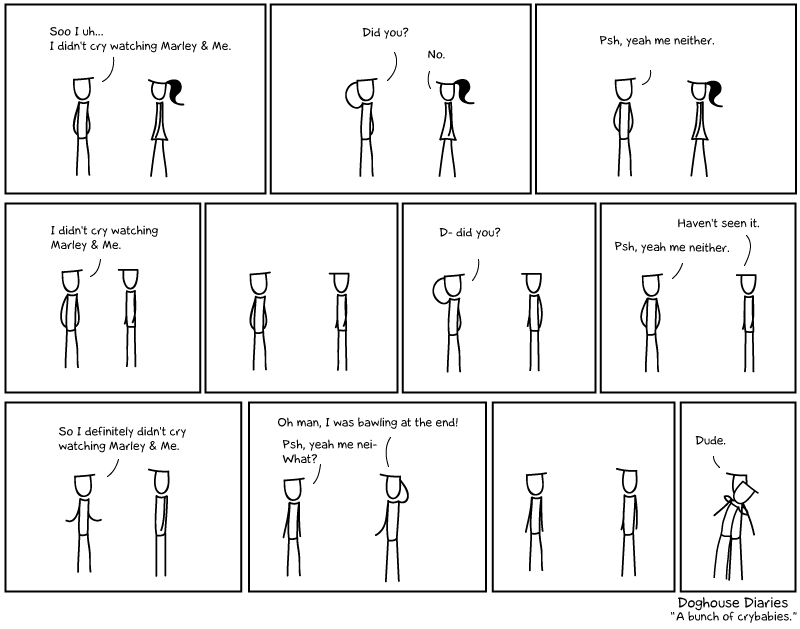 Soo I uh...
I didn't cry watching Marley & Me.
Did you?
No.
Psh, yeah me neither.
I didn't cry watching
Marley & Me.
D- did you?
Haven't seen it.
Psh, yeah me neither.
So I definitely didn't cry
watching Marley & Me.
Oh man, I was bawling at the end!
Psh, yeah me nei-
What?
Dude.
Doghouse Diaries
"A bunch of crybabies."